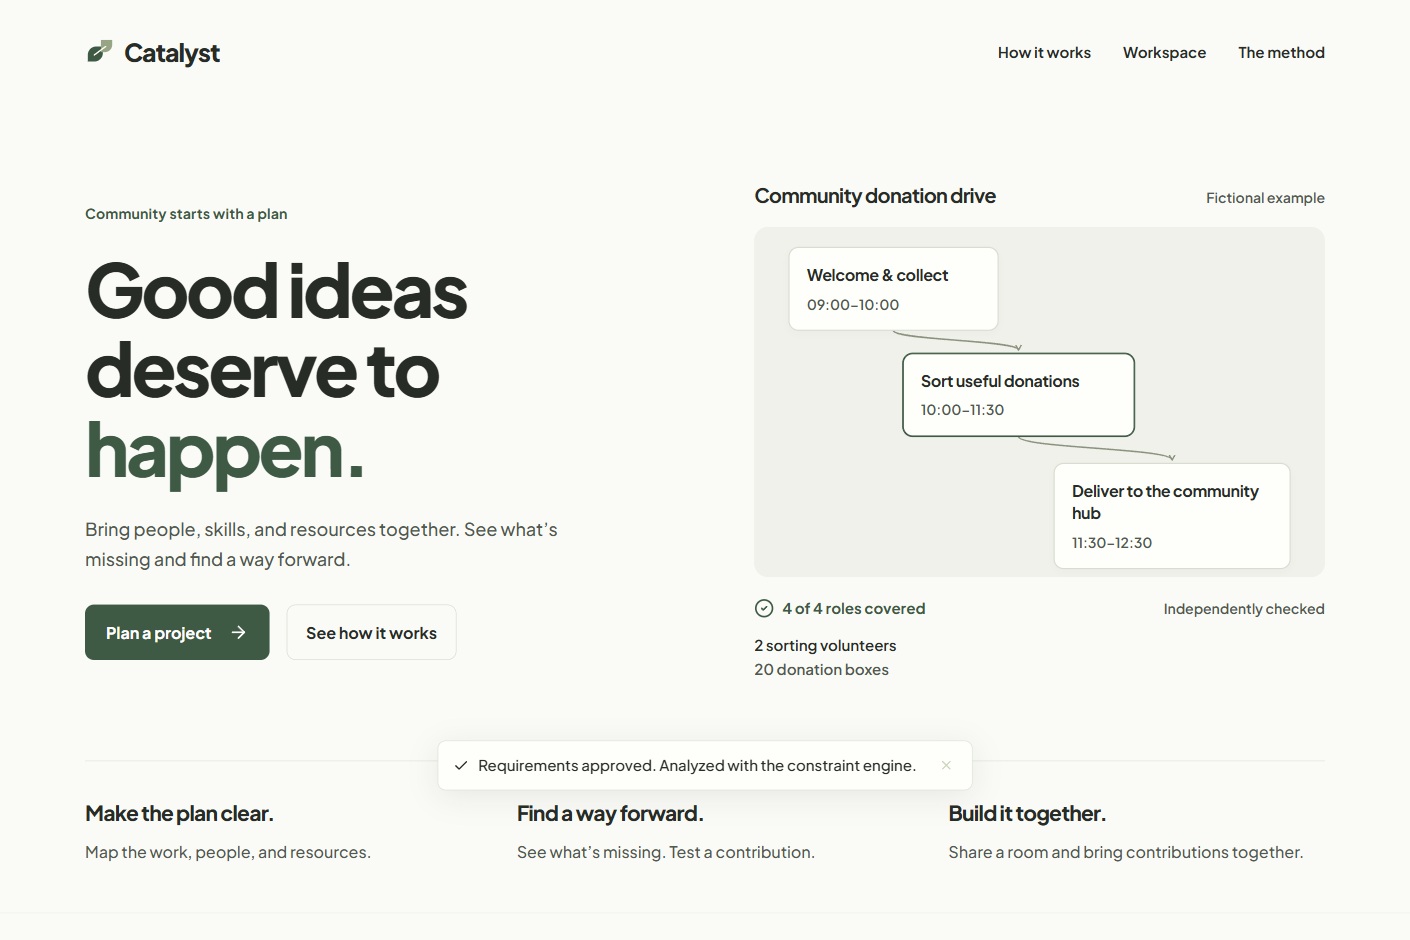 Catalyst
How it works
Workspace
The method
Community starts with a plan
Good ideas
deserve to
happen.
Bring people, skills, and resources together. See what’s
missing and find a way forward.
Plan a project
See how it works
Community donation drive
Fictional example
Welcome & collect
09:00–10:00
Sort useful donations
10:00–11:30
Deliver to the community
hub
11:30–12:30
4 of 4 roles covered
Independently checked
2 sorting volunteers
20 donation boxes
Requirements approved. Analyzed with the constraint engine.
Make the plan clear.
Map the work, people, and resources.
Find a way forward.
See what’s missing. Test a contribution.
Build it together.
Share a room and bring contributions together.